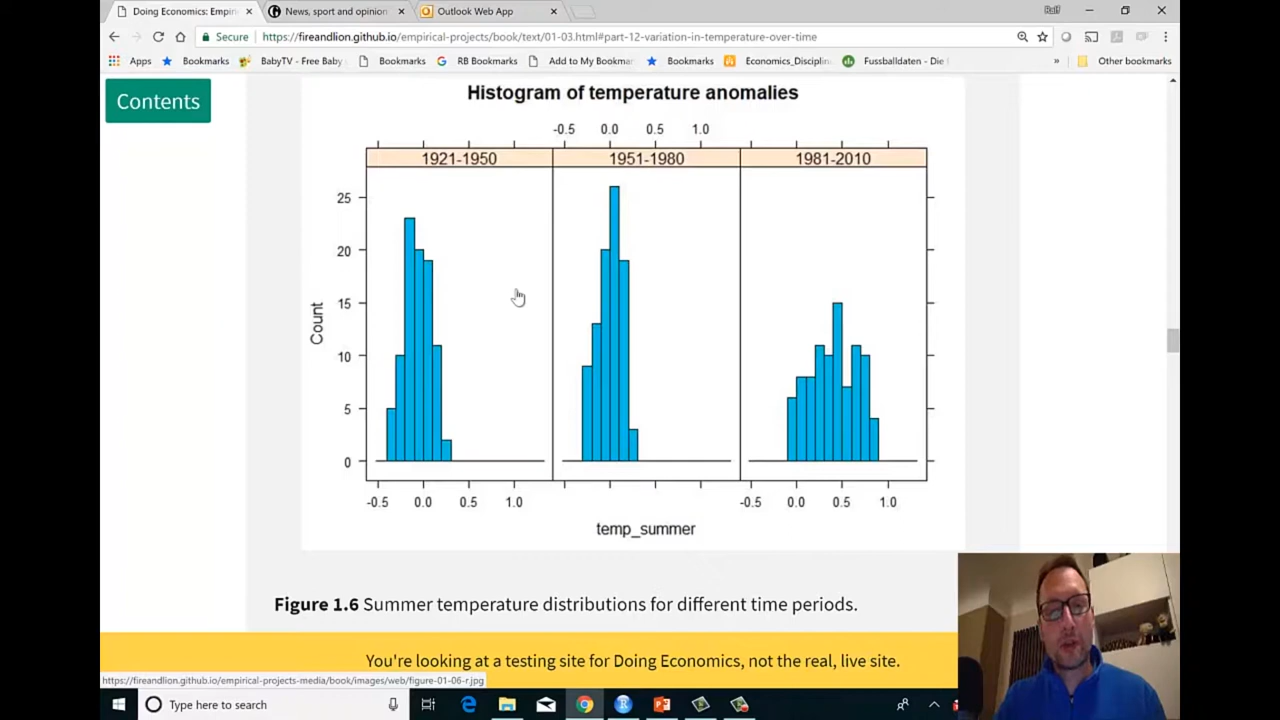 Doing Economics: Empiri
News, sport and opinion
Outlook Web App
Secure
https://fireandlion.github.io/empirical-projects/book/text/01-03.html#part-12-variation-in-temperature-over-time
Apps
Bookmarks
BabyTV - Free Baby
Bookmarks
RB Bookmarks
Add to My Bookmar
Bookmarks
Economics_Disciplin
Fussballdaten - Die
»
Other bookmarks
Contents
Histogram of temperature anomalies
-0.5 0.0 0.5 1.0
1921-1950 1951-1980 1981-2010
25
20
15
10
5
0
Count
-0.5 0.0 0.5 1.0 -0.5 0.0 0.5 1.0
temp_summer
Figure 1.6 Summer temperature distributions for different time periods.
You're looking at a testing site for Doing Economics, not the real, live site.
https://fireandlion.github.io/empirical-projects-media/book/images/web/figure-01-06-r.jpg
Type here to search